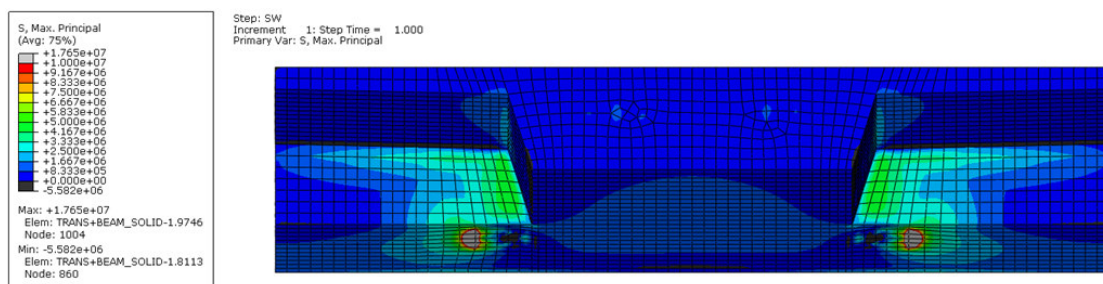 S, Max. Principal
(Avg: 75%)
+1.765e+07
+1.000e+07
+9.167e+06
+8.333e+06
+7.500e+06
+6.667e+06
+5.833e+06
+5.000e+06
+4.167e+06
+3.333e+06
+2.500e+06
+1.667e+06
+8.333e+05
+0.000e+00
-5.582e+06
Max: +1.765e+07
Elem: TRANS+BEAM_SOLID-1.9746
Node: 1004
Min: -5.582e+06
Elem: TRANS+BEAM_SOLID-1.8113
Node: 860
Step: SW
Increment 1: Step Time = 1.000
Primary Var: S, Max. Principal